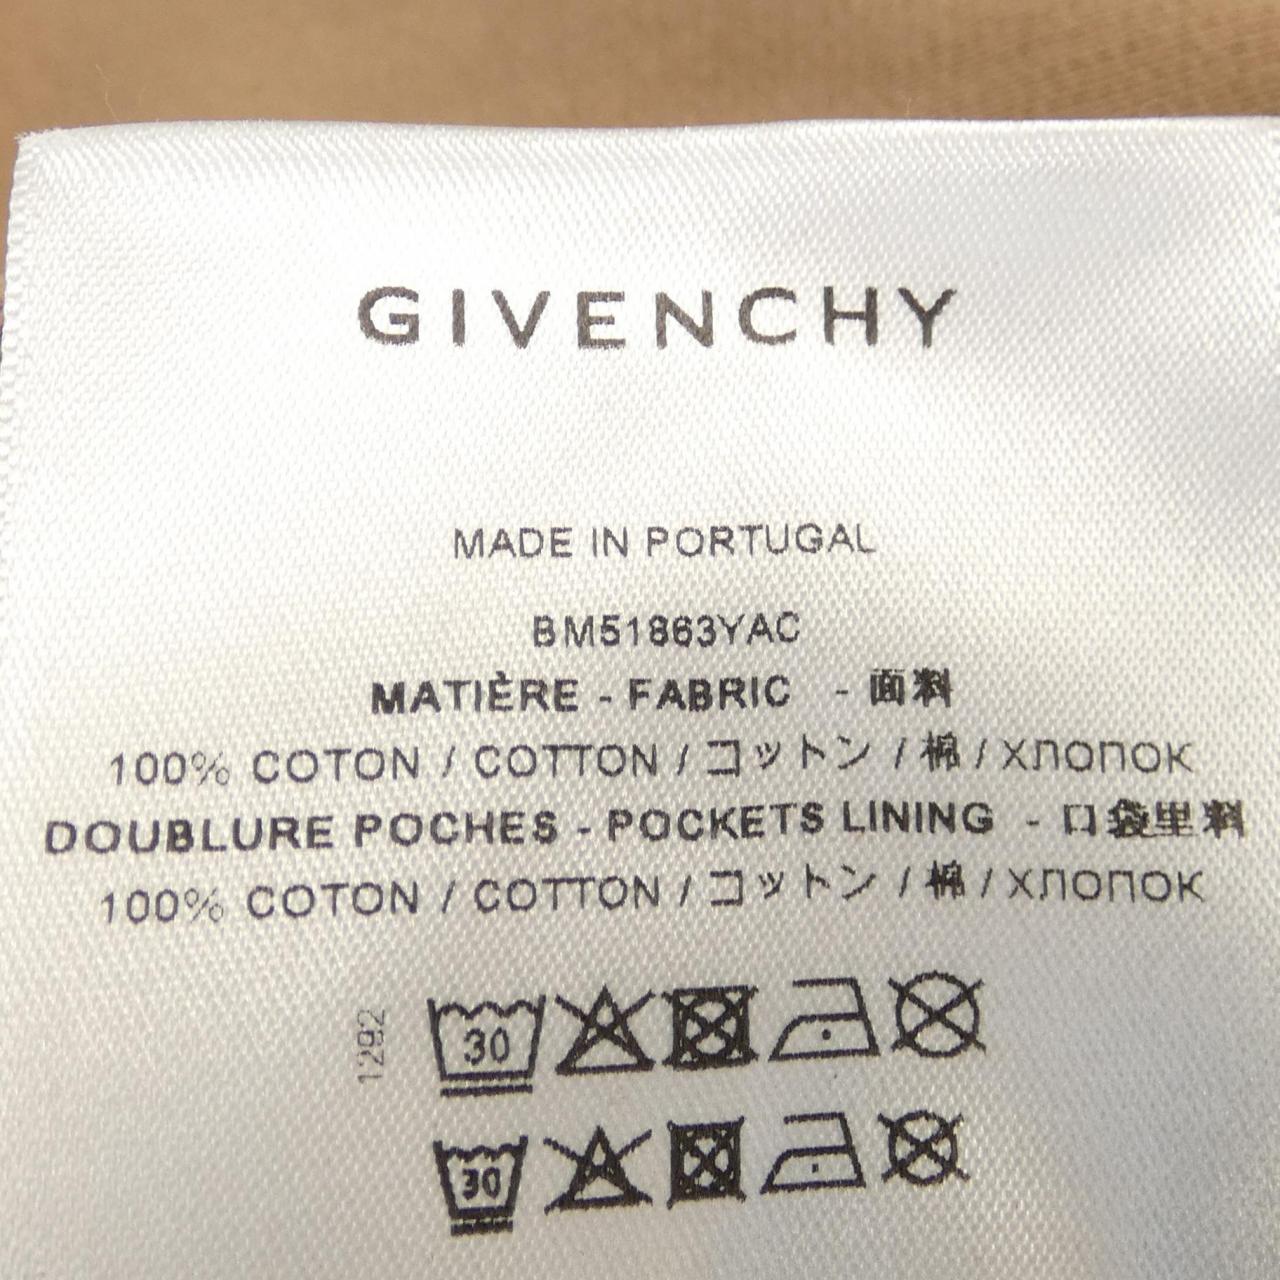 GIVENCHY
MADE IN PORTUGAL
BM51863YAC
MATIÈRE - FABRIC - 面料
100% COTON / COTTON / コットン / 棉 / ХЛОПОК
DOUBLURE POCHES - POCKETS LINING - 口袋里料
100% COTON / COTTON / コットン / 棉 / ХЛОПОК
1292
30
30